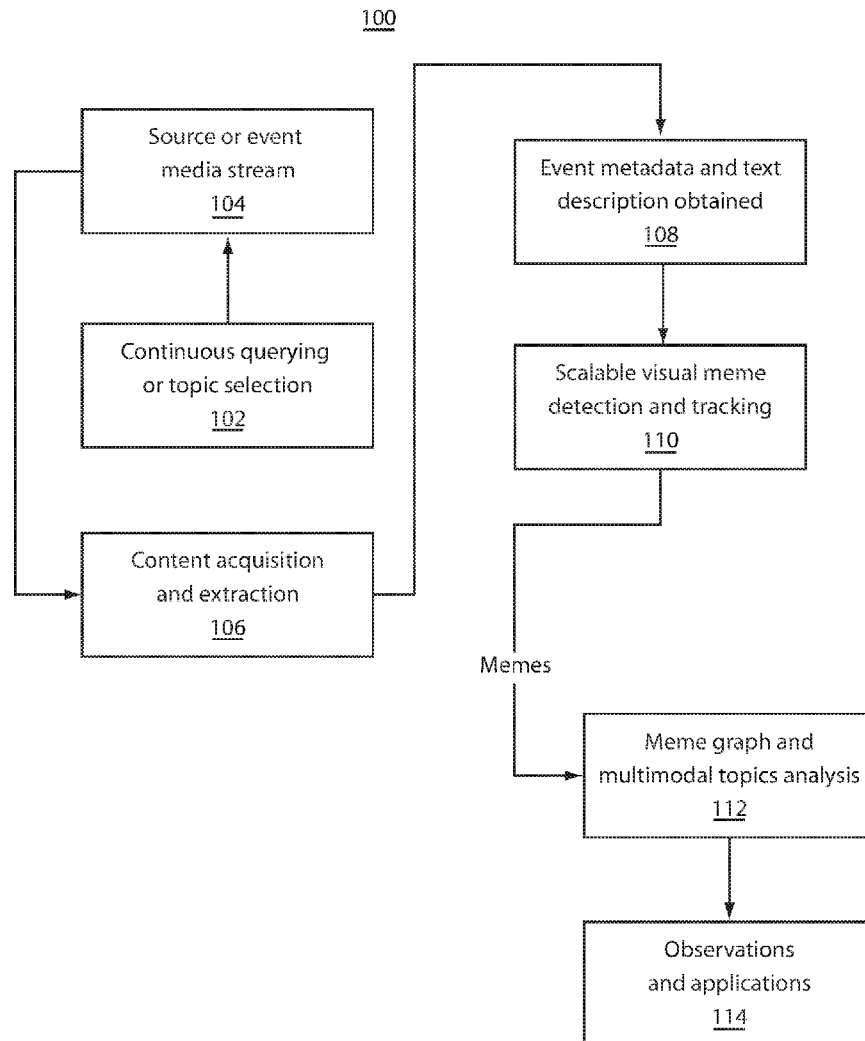 100
Source or event
media stream
104
Continuous querying
or topic selection
102
Content acquisition
and extraction
106
Event metadata and text
description obtained
108
Scalable visual meme
detection and tracking
110
Memes
Meme graph and
multimodal topics analysis
112
Observations
and applications
114